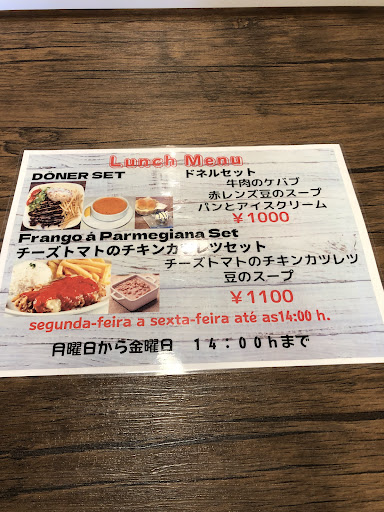 Lunch Menu
DÖNER SET ドネルセット
牛肉のケバブ
赤レンズ豆のスープ
パンとアイスクリーム
￥1000
Frango á Parmegiana Set
チーズトマトのチキンカツレツセット
チーズトマトのチキンカツレツ
豆のスープ
￥1100
segunda-feira a sexta-feira até as14:00 h.
月曜日から金曜日 14：00hまで